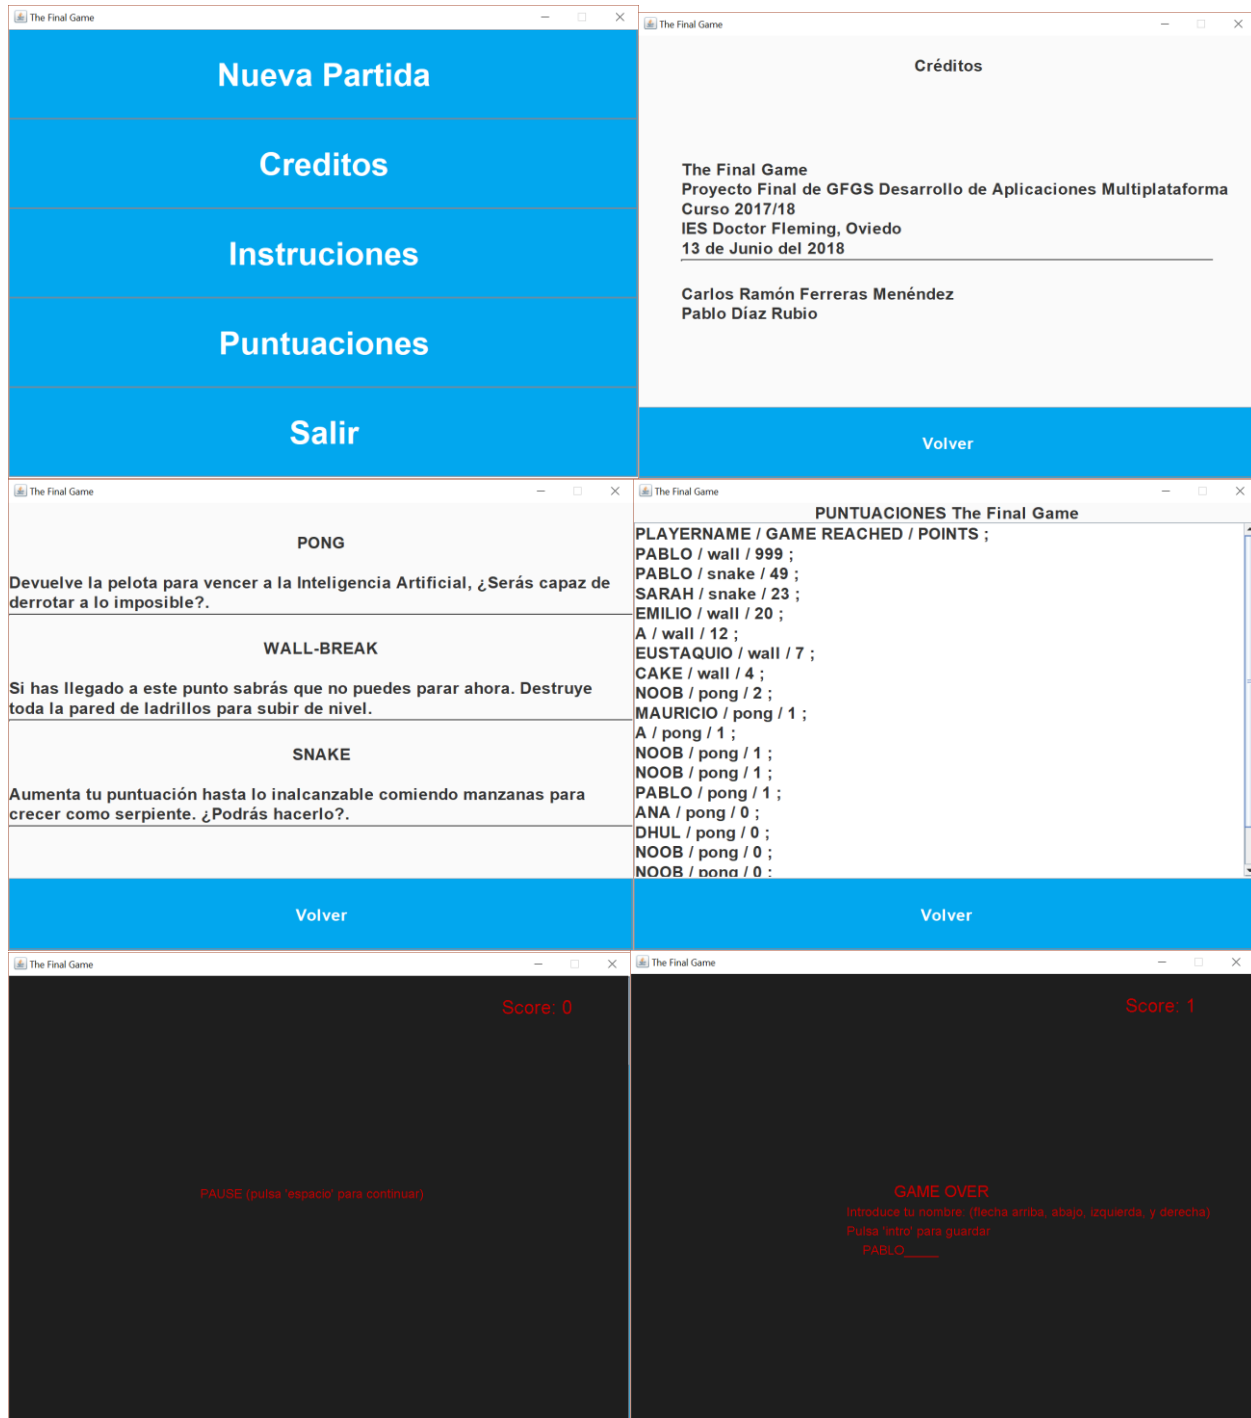 The Final Game
Nueva Partida
Creditos
Instruciones
Puntuaciones
Salir
The Final Game
Créditos
The Final Game
Proyecto Final de GFGS Desarrollo de Aplicaciones Multiplataforma
Curso 2017/18
IES Doctor Fleming, Oviedo
13 de Junio del 2018
Carlos Ramón Ferreras Menéndez
Pablo Díaz Rubio
Volver
The Final Game
PONG
Devuelve la pelota para vencer a la Inteligencia Artificial, ¿Serás capaz de
derrotar a lo imposible?.
WALL-BREAK
Si has llegado a este punto sabrás que no puedes parar ahora. Destruye
toda la pared de ladrillos para subir de nivel.
SNAKE
Aumenta tu puntuación hasta lo inalcanzable comiendo manzanas para
crecer como serpiente. ¿Podrás hacerlo?.
Volver
The Final Game
PUNTUACIONES The Final Game
PLAYERNAME / GAME REACHED / POINTS ;
PABLO / wall / 999 ;
PABLO / snake / 49 ;
SARAH / snake / 23 ;
EMILIO / wall / 20 ;
A / wall / 12 ;
EUSTAQUIO / wall / 7 ;
CAKE / wall / 4 ;
NOOB / pong / 2 ;
MAURICIO / pong / 1 ;
A / pong / 1 ;
NOOB / pong / 1 ;
NOOB / pong / 1 ;
PABLO / pong / 1 ;
ANA / pong / 0 ;
DHUL / pong / 0 ;
NOOB / pong / 0 ;
NOOB / pong / 0 ;
Volver
The Final Game
Score: 0
PAUSE (pulsa 'espacio' para continuar)
The Final Game
Score: 1
GAME OVER
Introduce tu nombre: (flecha arriba, abajo, izquierda, y derecha)
Pulsa 'intro' para guardar
PABLO_____